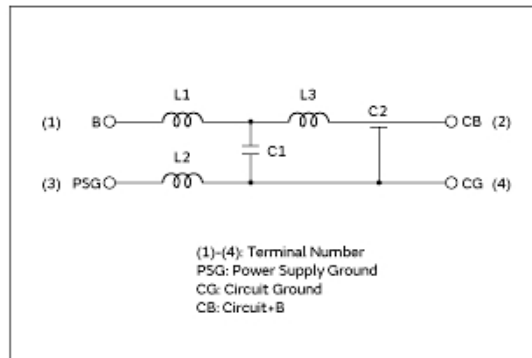 L1
L3
C2
(1) B
CB (2)
C1
L2
(3) PSG
CG (4)
(1)-(4): Terminal Number
PSG: Power Supply Ground
CG: Circuit Ground
CB: Circuit+B